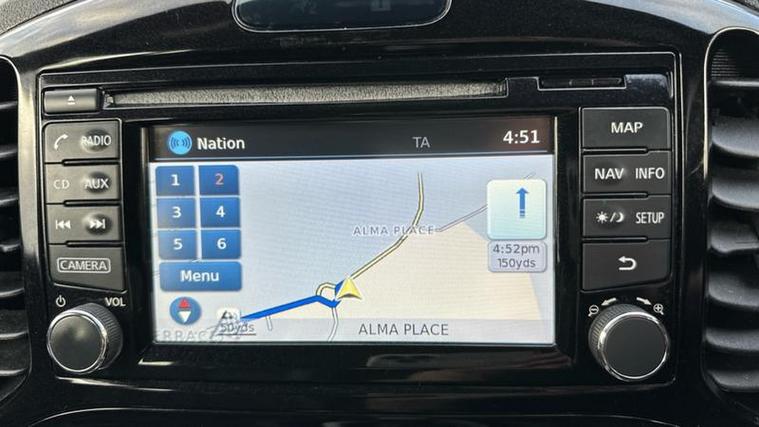 Nation TA 4:51
RADIO
CD AUX
CAMERA
VOL
1 2
3 4
5 6
Menu
ALMA PLACE
4:52pm
150yds
50yds
ERRACE
ALMA PLACE
MAP
NAV INFO
SETUP